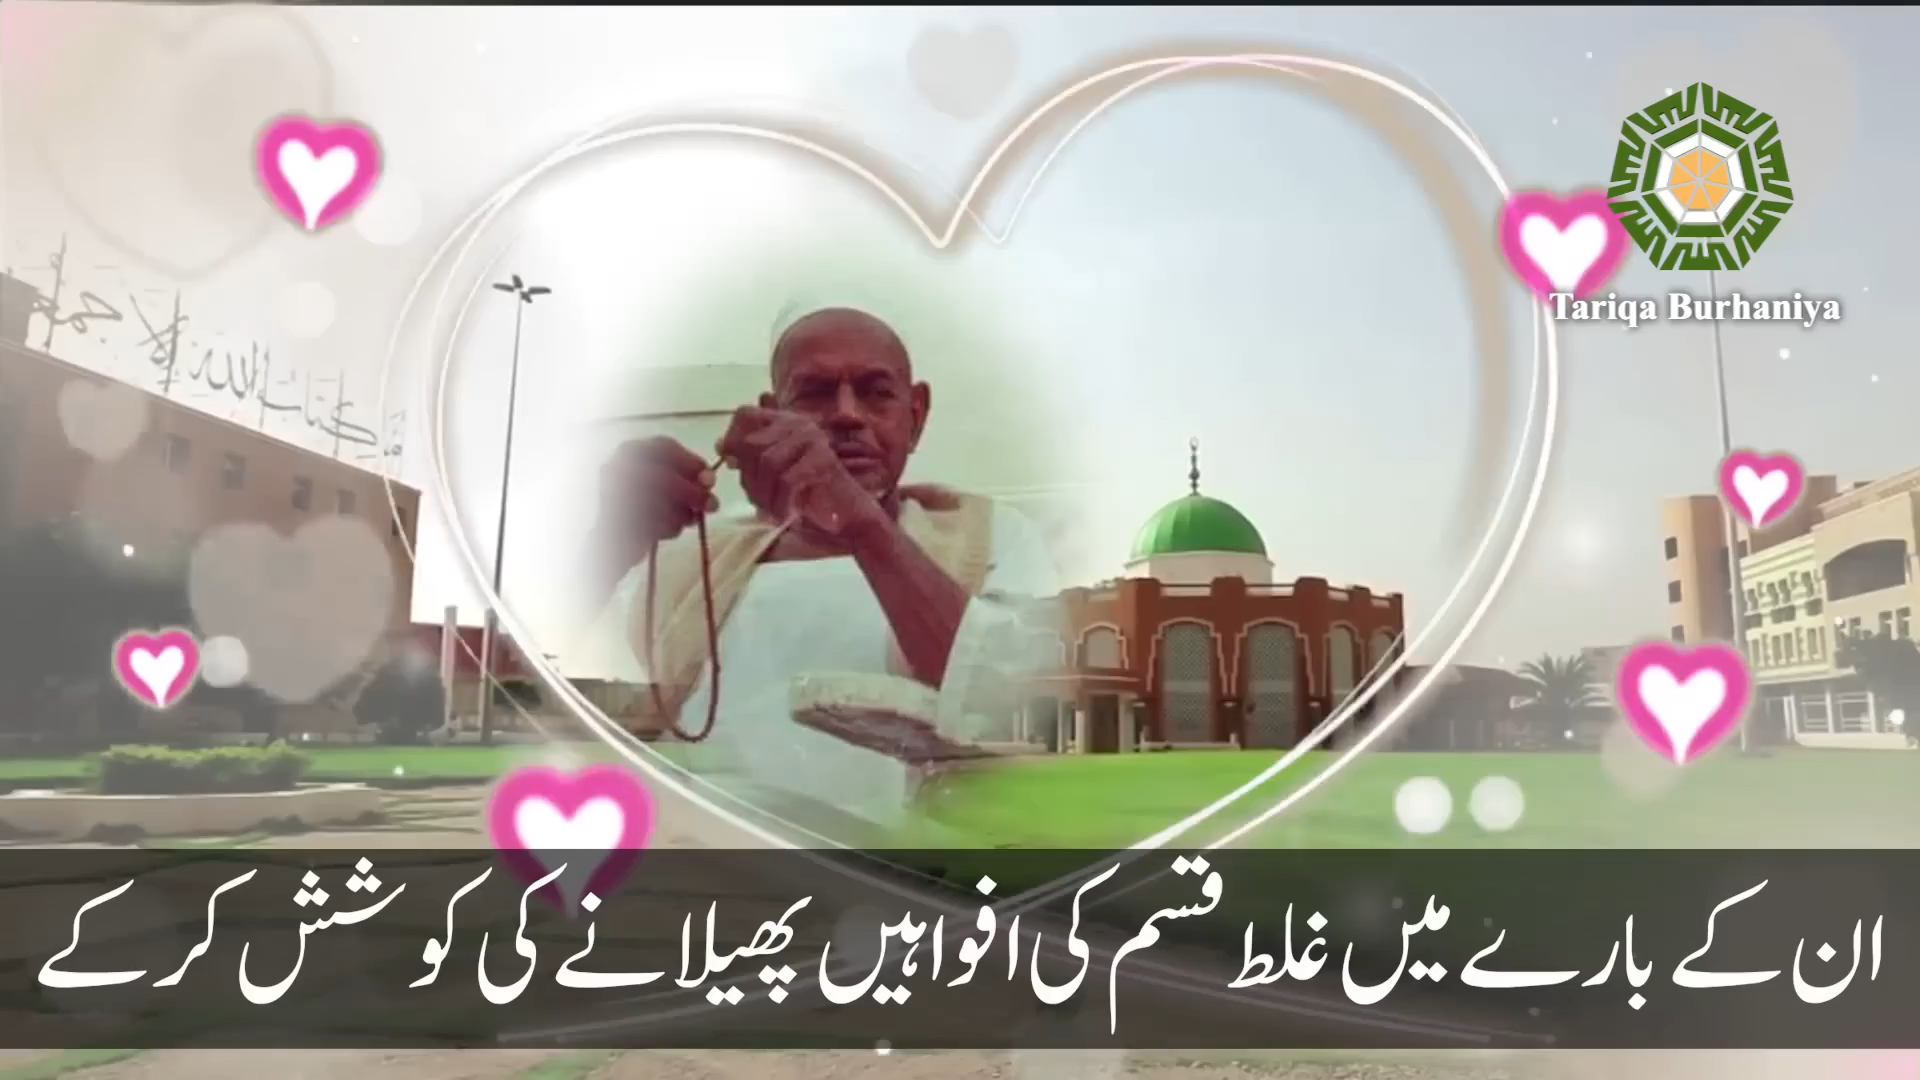 Tariqa Burhaniya
ان کے بارے میں غلط قسم کی افواہیں پھیلانے کی کوشش کر کے